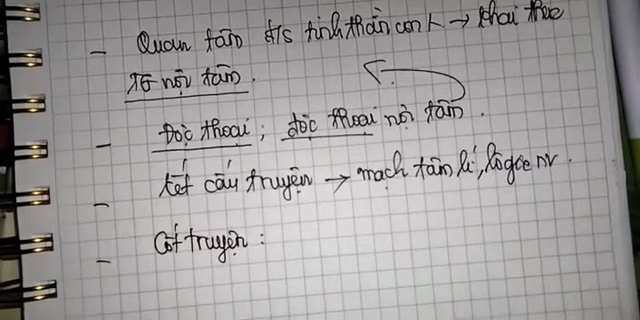 - Quan tâm đ/s tinh thần con → khai thác
TG nội tâm.
- Độc thoại; độc thoại nội tâm.
- kết cấu truyện → mạch tâm lí, lôgic nv.
- Cốt truyện: